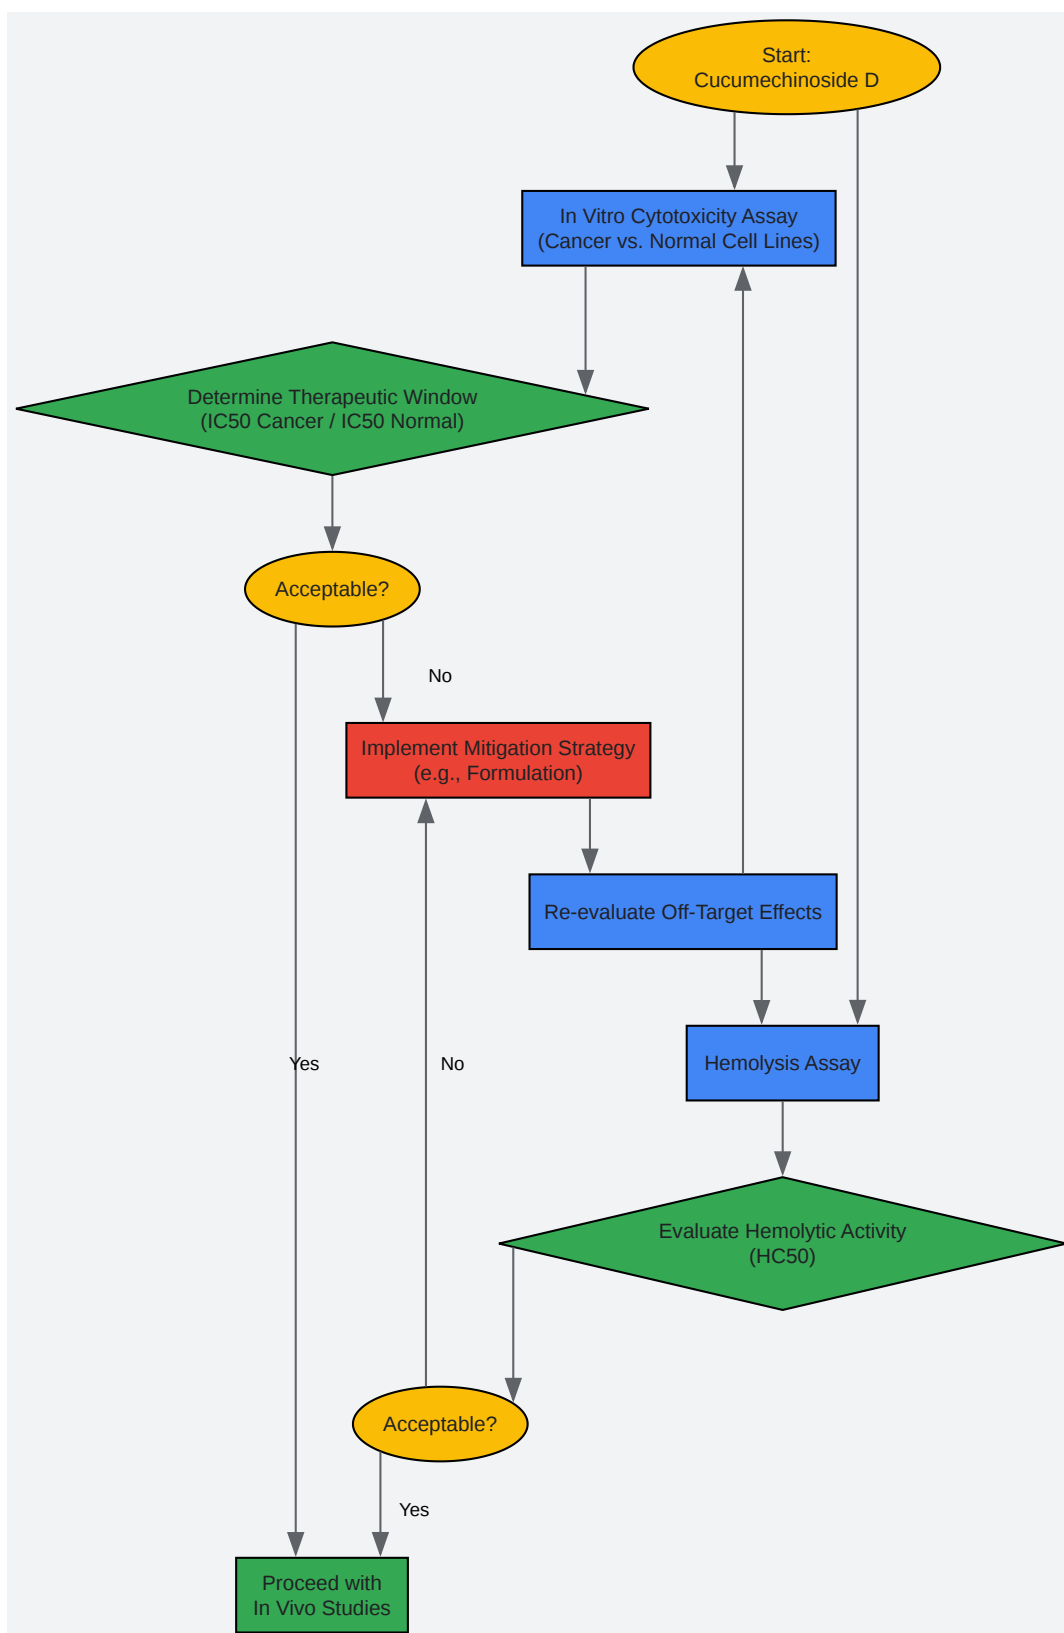 Start:
Cucumechinoside D
In Vitro Cytotoxicity Assay
(Cancer vs. Normal Cell Lines)
Determine Therapeutic Window
(IC50 Cancer / IC50 Normal)
Acceptable?
No
Implement Mitigation Strategy
(e.g., Formulation)
Re-evaluate Off-Target Effects
Yes
No
Hemolysis Assay
Evaluate Hemolytic Activity
(HC50)
Acceptable?
Yes
Proceed with
In Vivo Studies